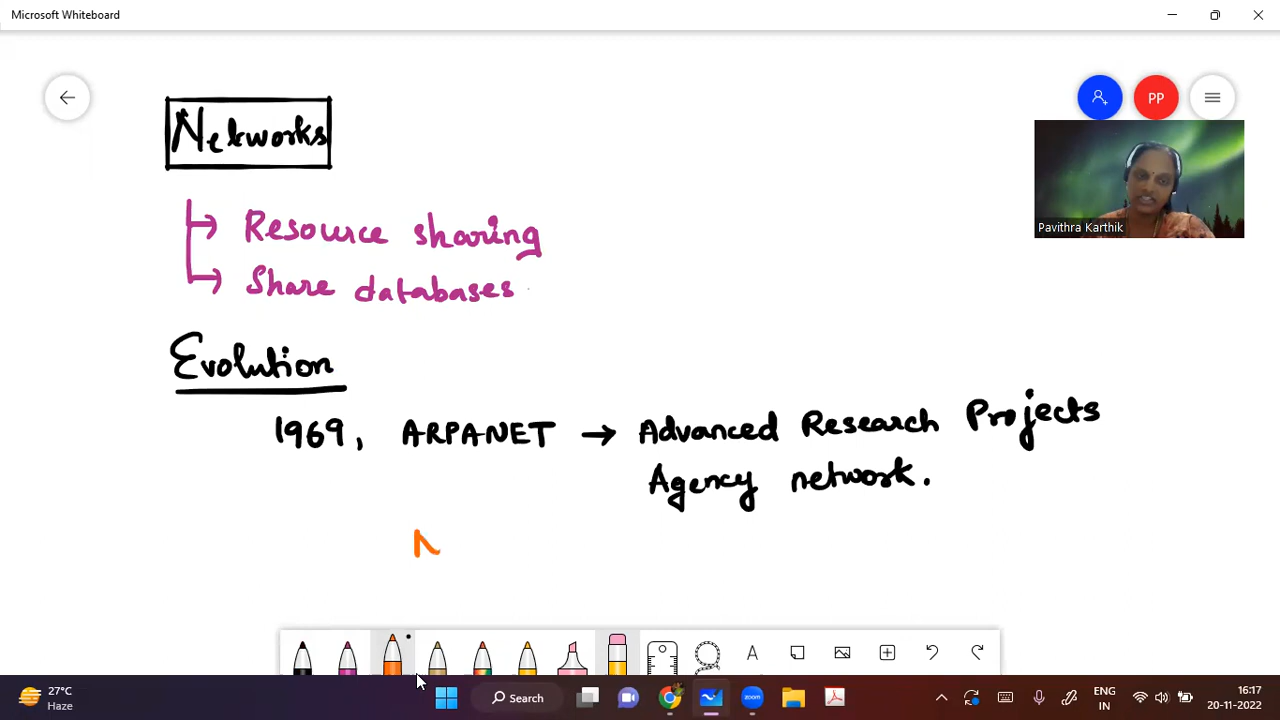 Microsoft Whiteboard
Networks
PP
Resource sharing
Pavithra Karthik
Share databases
Evolution
1969, ARPANET → Advanced Research Projects
Agency network.
A
27°C
Haze
Search
zoom
ENG
IN
16:17
20-11-2022